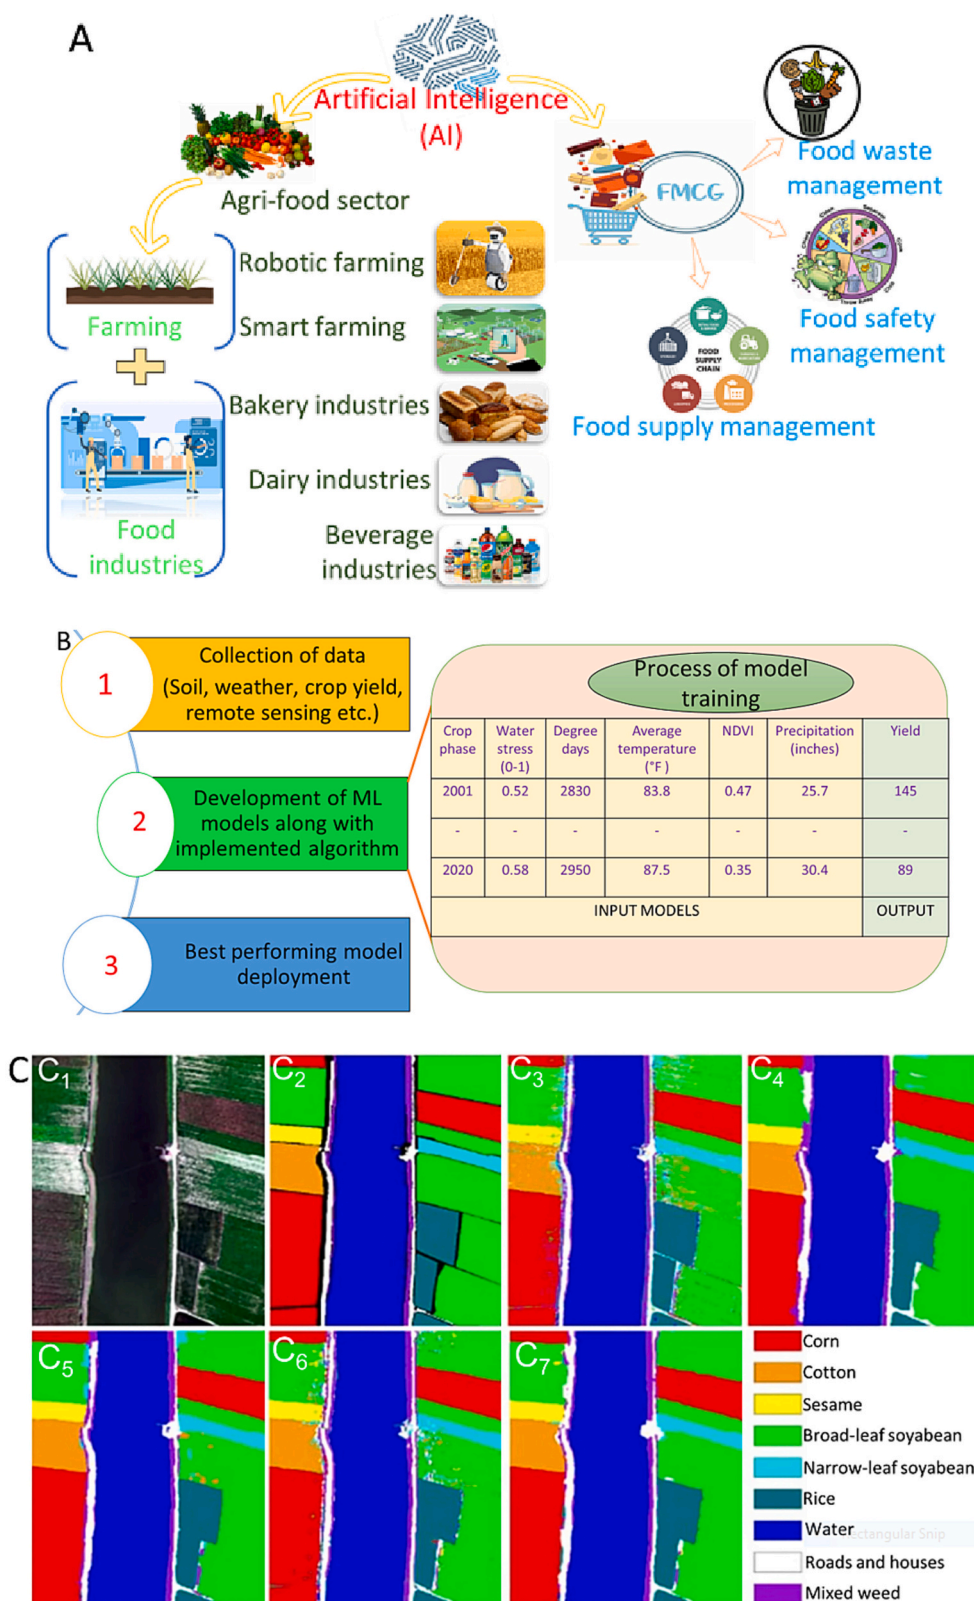 A
Artificial Intelligence
(AI)
Agri-food sector
Farming
Food
industries
Robotic farming
Smart farming
Bakery industries
Dairy industries
Beverage
industries
FMCG
Food waste
management
Food safety
management
FOOD
SUPPLY
CHAIN
Food supply management
B
1
Collection of data
(Soil, weather, crop yield,
remote sensing etc.)
2
Development of ML
models along with
implemented algorithm
3
Best performing model
deployment
Process of model
training
Crop phase	Water stress (0-1)	Degree days	Average temperature (°F )	NDVI	Precipitation (inches)	Yield
2001	0.52	2830	83.8	0.47	25.7	145
-	-	-	-	-	-	-
2020	0.58	2950	87.5	0.35	30.4	89
INPUT MODELS	OUTPUT
C
C1
C2
C3
C4
C5
C6
C7
Corn
Cotton
Sesame
Broad-leaf soyabean
Narrow-leaf soyabean
Rice
Water
ectangular Snip
Roads and houses
Mixed weed